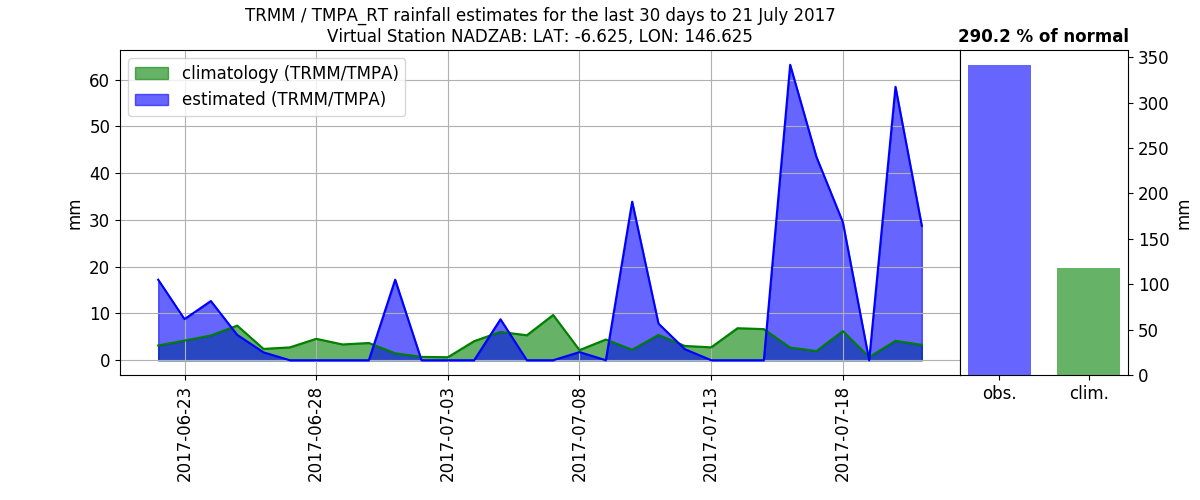 TRMM / TMPA_RT rainfall estimates for the last 30 days to 21 July 2017
Virtual Station NADZAB: LAT: -6.625, LON: 146.625
290.2 % of normal
climatology (TRMM/TMPA)
estimated (TRMM/TMPA)
mm
60
50
40
30
20
10
0
2017-06-23
2017-06-28
2017-07-03
2017-07-08
2017-07-13
2017-07-18
350
300
250
200
150
100
50
0
mm
obs.
clim.